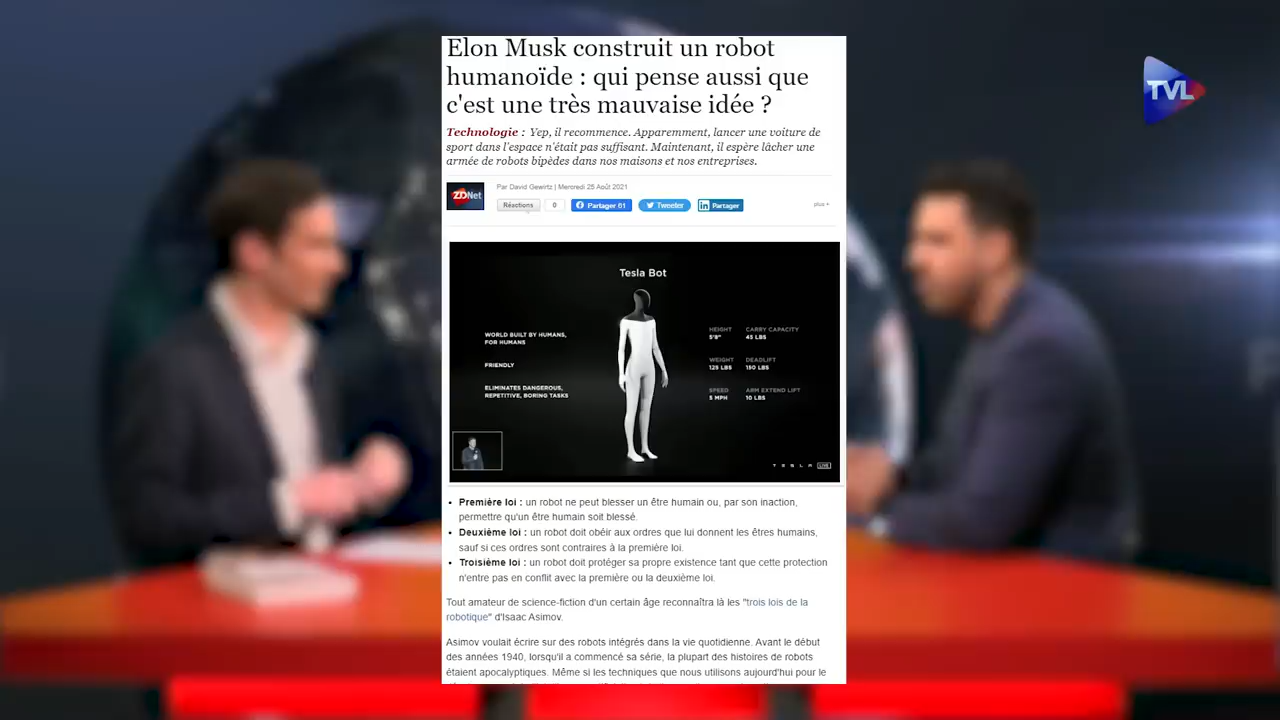 Elon Musk construit un robot
humanoïde : qui pense aussi que
c'est une très mauvaise idée ?
TVL
Technologie : Yep, il recommence. Apparemment, lancer une voiture de
sport dans l'espace n'était pas suffisant. Maintenant, il espère lâcher une
armée de robots bipèdes dans nos maisons et nos entreprises.
ZDNet
Par David Gewirtz | Mercredi 25 Août 2021
Réactions 0 Partager 61 Tweeter Partager plus +
Tesla Bot
WORLD BUILT BY HUMANS,
FOR HUMANS
FRIENDLY
ELIMINATES DANGEROUS,
REPETITIVE, BORING TASKS
HEIGHT CARRY CAPACITY
5'8" 45 LBS
WEIGHT DEADLIFT
125 LBS 150 LBS
SPEED ARM EXTEND LIFT
5 MPH 10 LBS
TESLA LIVE
• Première loi : un robot ne peut blesser un être humain ou, par son inaction,
permettre qu'un être humain soit blessé.
• Deuxième loi : un robot doit obéir aux ordres que lui donnent les êtres humains,
sauf si ces ordres sont contraires à la première loi.
• Troisième loi : un robot doit protéger sa propre existence tant que cette protection
n'entre pas en conflit avec la première ou la deuxième loi.
Tout amateur de science-fiction d'un certain âge reconnaîtra là les "trois lois de la
robotique" d'Isaac Asimov.
Asimov voulait écrire sur des robots intégrés dans la vie quotidienne. Avant le début
des années 1940, lorsqu'il a commencé sa série, la plupart des histoires de robots
étaient apocalyptiques. Même si les techniques que nous utilisons aujourd'hui pour le